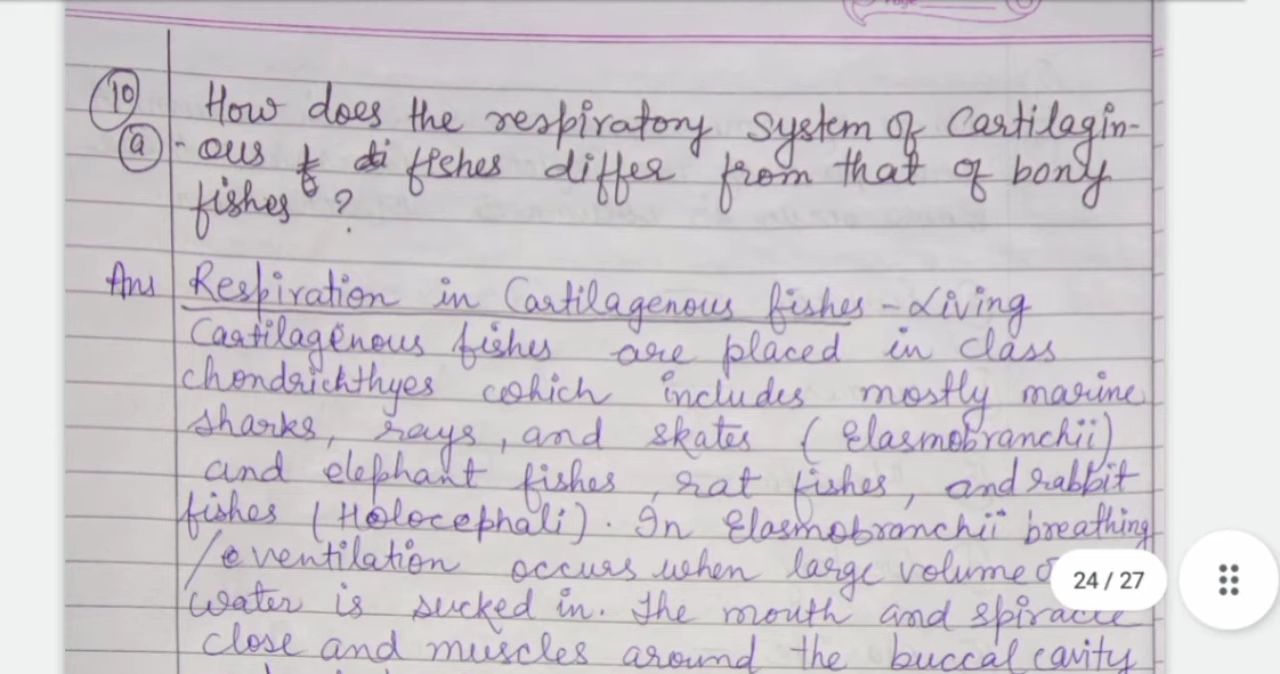 10 How does the respiratory system of Cartilagin-
a - ous fishes differ from that of bony
fishes ?
Ans Respiration in Cartilagenous fishes - Living
Cartilagenous fishes are placed in class
chondrichthyes which includes mostly marine
sharks, rays, and skates ( Elasmobranchii)
and elephant fishes, rat fishes, and rabbit
fishes (Holocephali). In Elasmobranchii breathing
/ ventilation occurs when large volume
24 / 27
water is sucked in. The mouth and spiracle
close and muscles around the buccal cavity